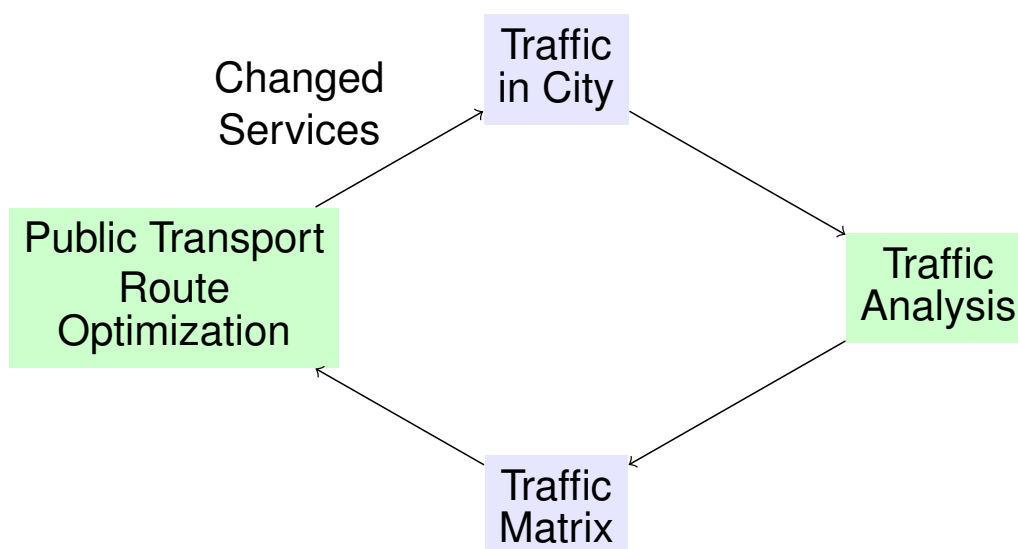 Traffic
in City
Changed
Services
Public Transport
Route
Optimization
Traffic
Analysis
Traffic
Matrix